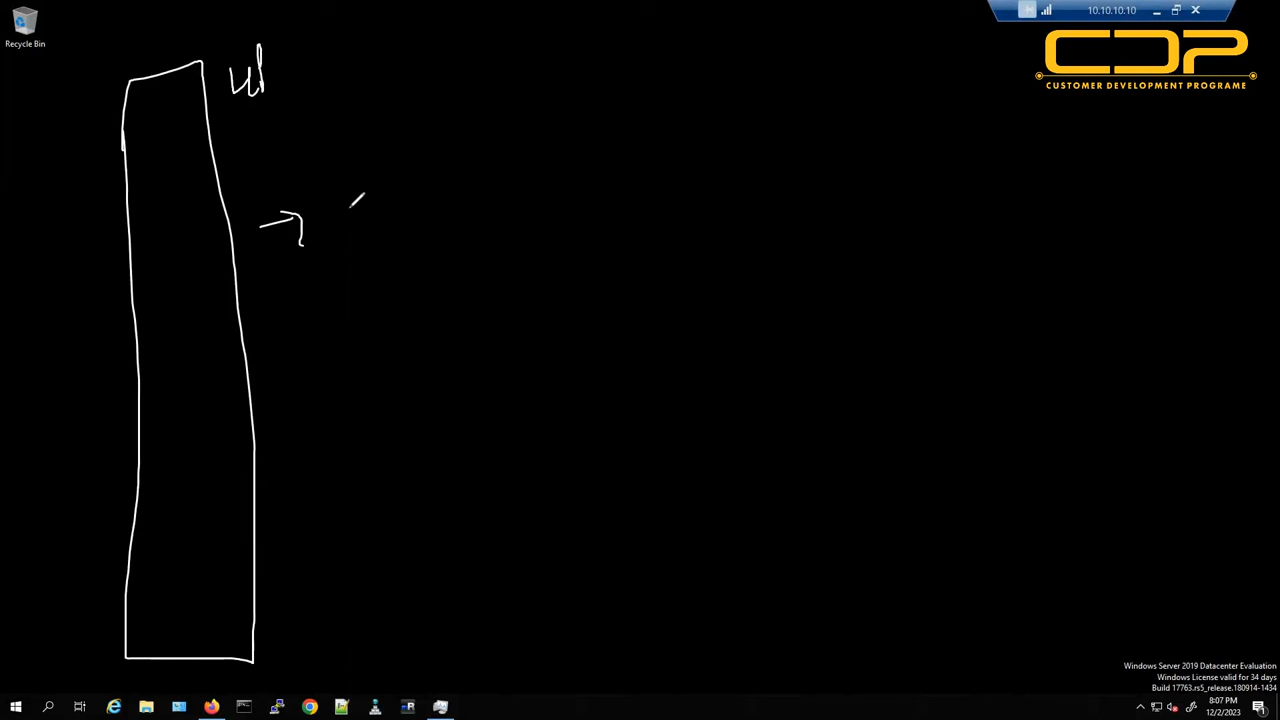 Recycle Bin
10.10.10.10
CDP
CUSTOMER DEVELOPMENT PROGRAME
Windows Server 2019 Datacenter Evaluation
Windows License valid for 34 days
Build 17763.rs5_release.180914-1434
8:07 PM
12/2/2023